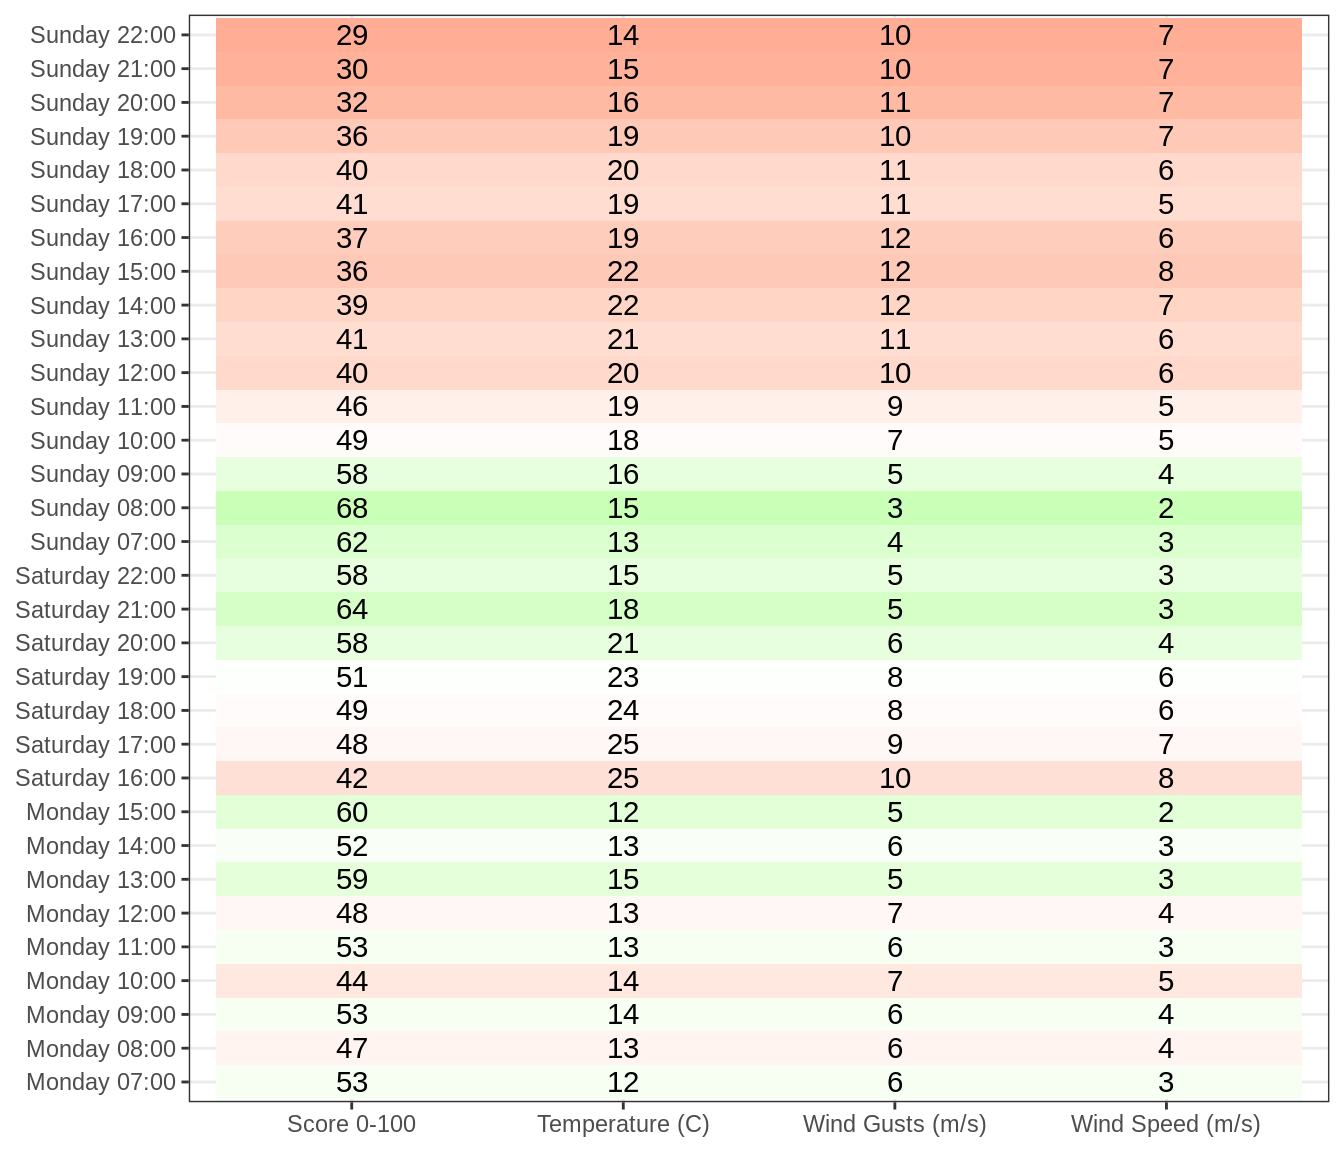 Sunday 22:00 29 14 10 7
Sunday 21:00 30 15 10 7
Sunday 20:00 32 16 11 7
Sunday 19:00 36 19 10 7
Sunday 18:00 40 20 11 6
Sunday 17:00 41 19 11 5
Sunday 16:00 37 19 12 6
Sunday 15:00 36 22 12 8
Sunday 14:00 39 22 12 7
Sunday 13:00 41 21 11 6
Sunday 12:00 40 20 10 6
Sunday 11:00 46 19 9 5
Sunday 10:00 49 18 7 5
Sunday 09:00 58 16 5 4
Sunday 08:00 68 15 3 2
Sunday 07:00 62 13 4 3
Saturday 22:00 58 15 5 3
Saturday 21:00 64 18 5 3
Saturday 20:00 58 21 6 4
Saturday 19:00 51 23 8 6
Saturday 18:00 49 24 8 6
Saturday 17:00 48 25 9 7
Saturday 16:00 42 25 10 8
Monday 15:00 60 12 5 2
Monday 14:00 52 13 6 3
Monday 13:00 59 15 5 3
Monday 12:00 48 13 7 4
Monday 11:00 53 13 6 3
Monday 10:00 44 14 7 5
Monday 09:00 53 14 6 4
Monday 08:00 47 13 6 4
Monday 07:00 53 12 6 3
Score 0-100 Temperature (C) Wind Gusts (m/s) Wind Speed (m/s)